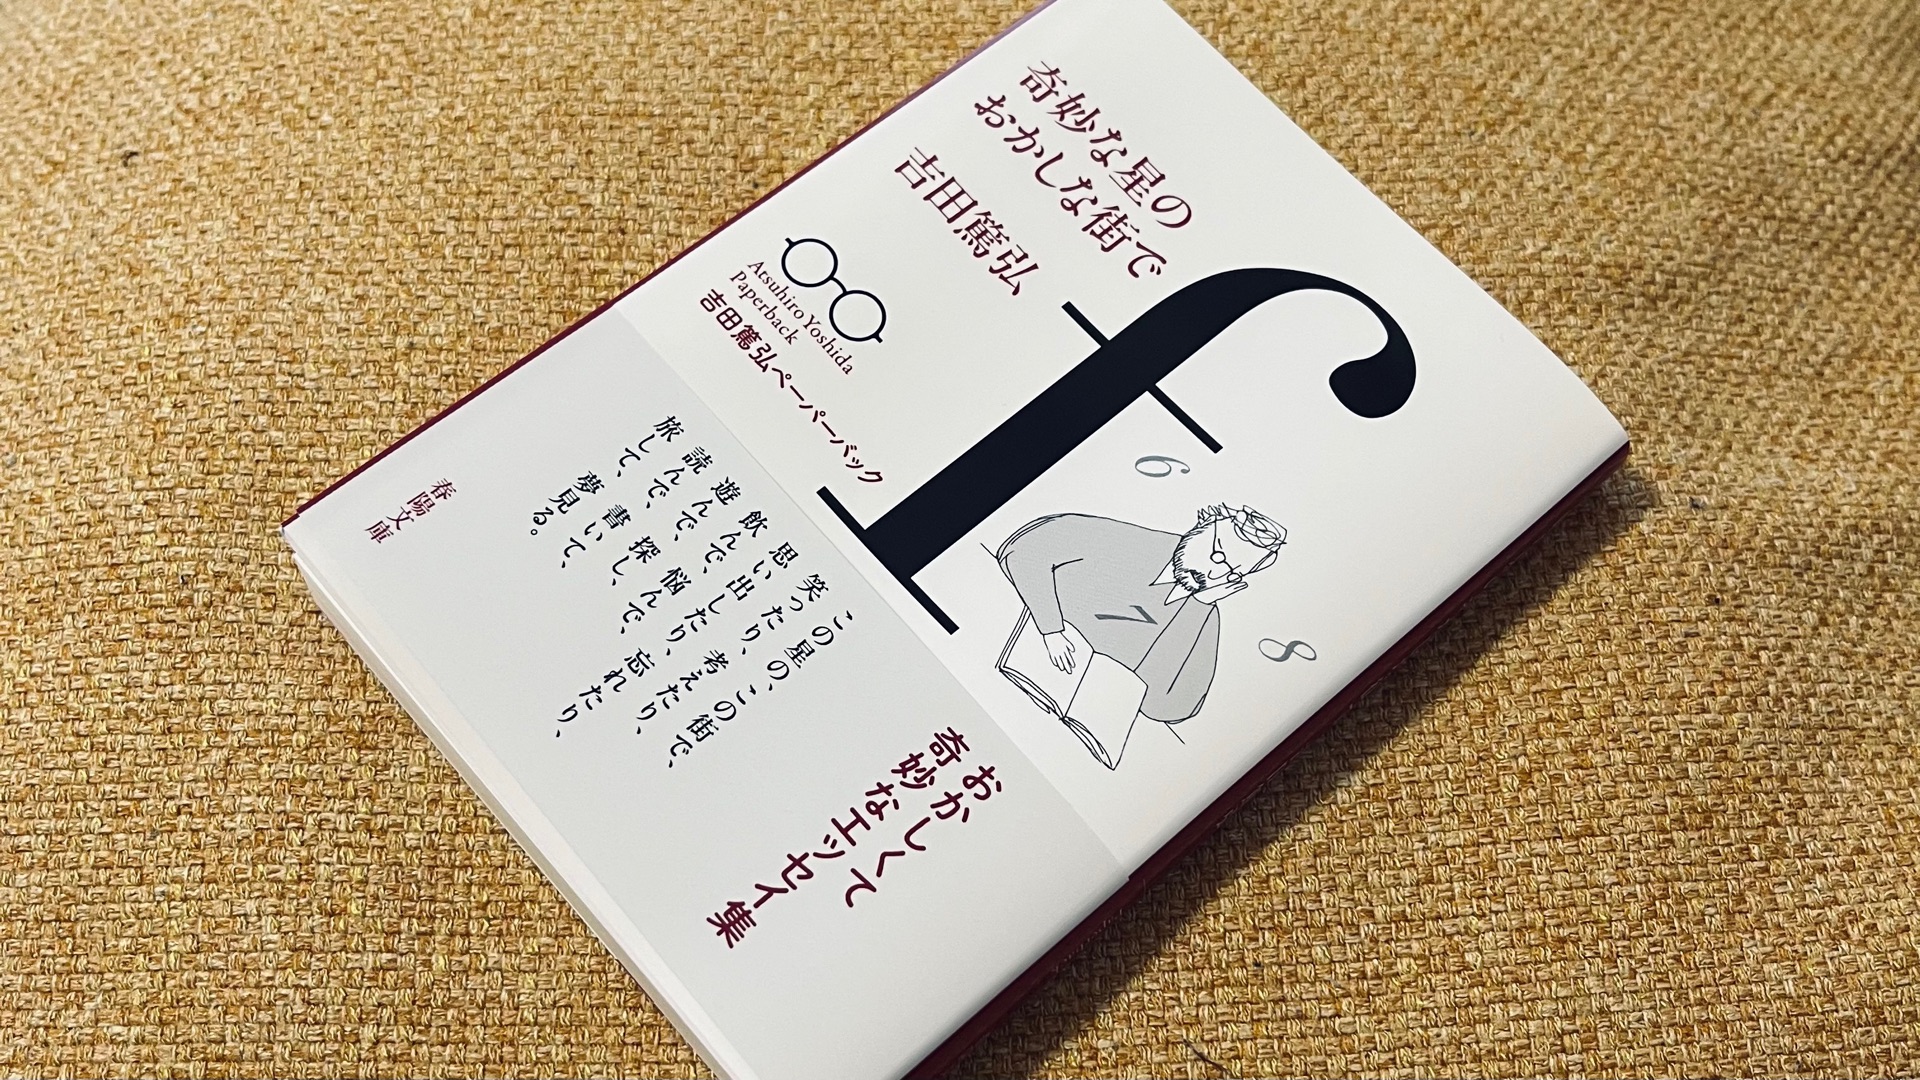 奇妙な星の
おかしな街で
吉田篤弘
f
6
7
8
Atsuhiro Yoshida
Paperback
吉田篤弘ペーパーバック
おかしくて
奇妙なエッセイ集
この星の、この街で、
笑ったり、考えたり、
思い出したり、忘れたり、
飲んで、悩んで、
遊んで、探し、
読んで、書いて、
旅して、夢見る。
春陽文庫